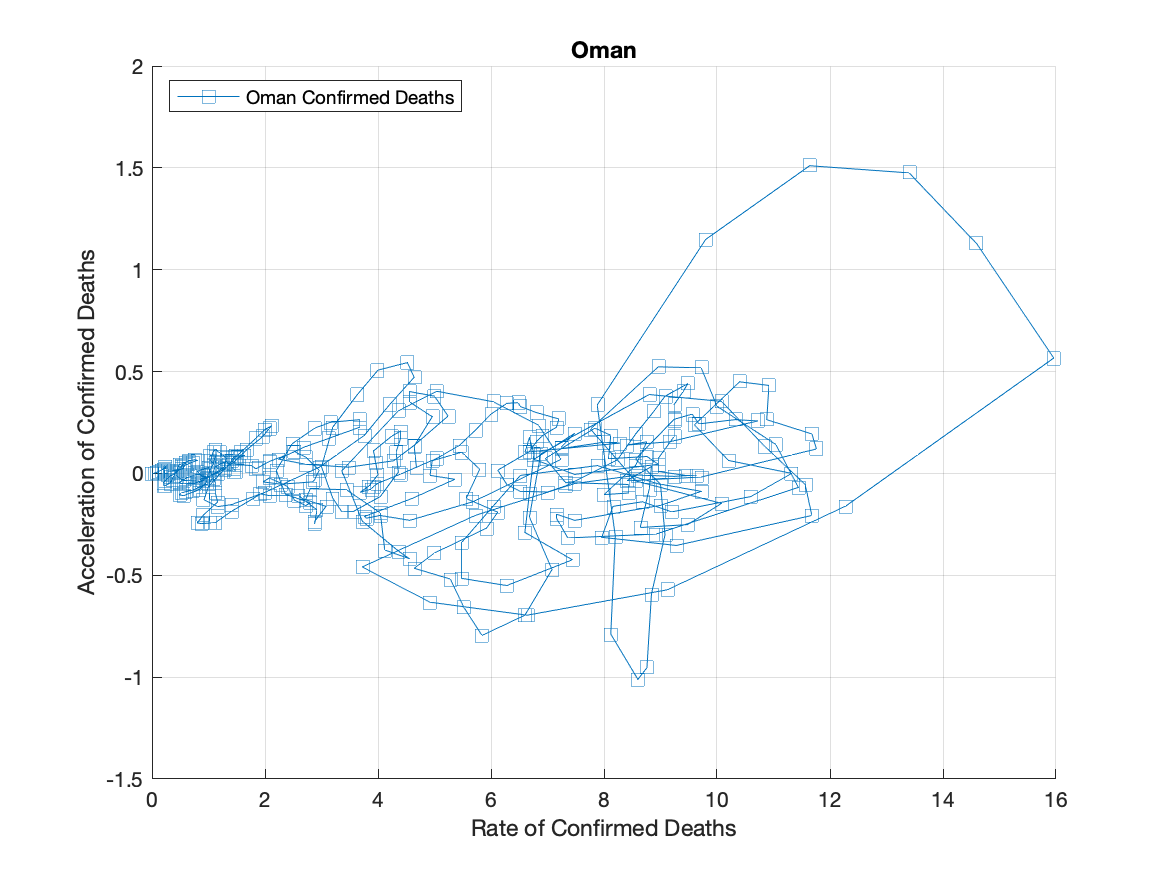 Oman
2
Oman Confirmed Deaths
1.5
1
0.5
0
-0.5
-1
-1.5
Acceleration of Confirmed Deaths
0 2 4 6 8 10 12 14 16
Rate of Confirmed Deaths